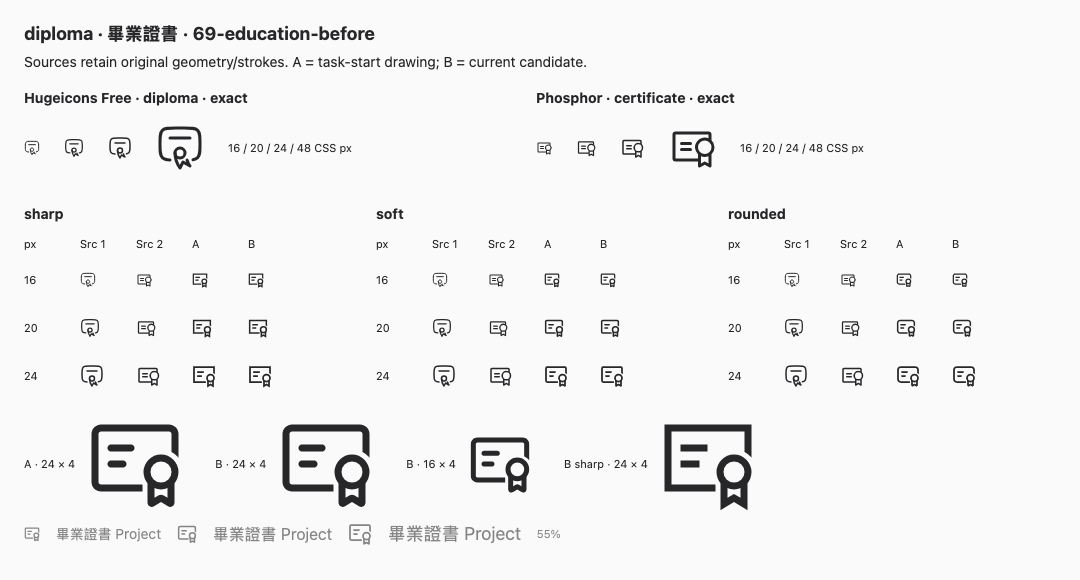 diploma · 畢業證書 · 69-education-before
Sources retain original geometry/strokes. A = task-start drawing; B = current candidate.
Hugeicons Free · diploma · exact
16 / 20 / 24 / 48 CSS px
Phosphor · certificate · exact
16 / 20 / 24 / 48 CSS px
sharp
px Src 1 Src 2 A B
16
20
24
soft
px Src 1 Src 2 A B
16
20
24
rounded
px Src 1 Src 2 A B
16
20
24
A · 24 × 4 B · 24 × 4 B · 16 × 4 B sharp · 24 × 4
畢業證書 Project 畢業證書 Project 畢業證書 Project 55%